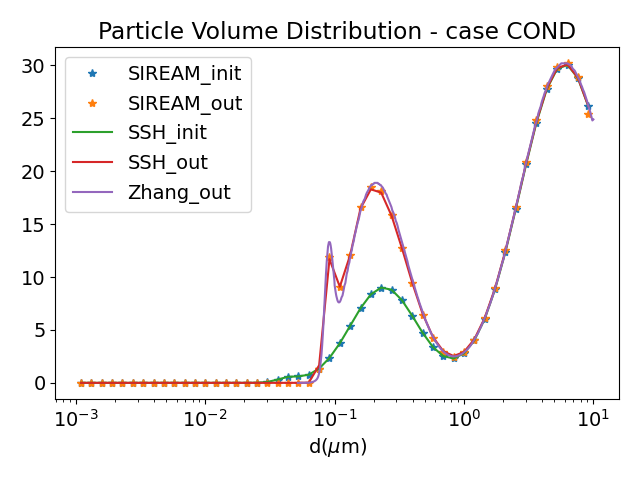 Particle Volume Distribution - case COND
SIREAM_init
SIREAM_out
SSH_init
SSH_out
Zhang_out
30
25
20
15
10
5
0
10⁻³ 10⁻² 10⁻¹ 10⁰ 10¹
d(μm)